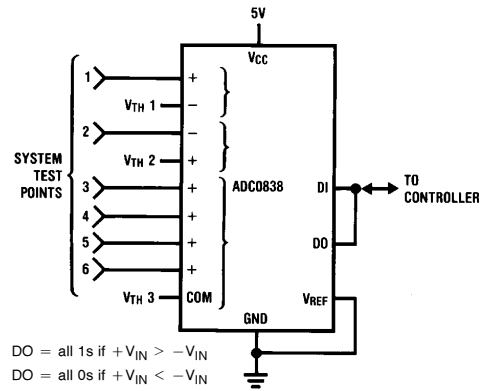 5V
VCC
1 +
VTH 1 −
2 −
VTH 2 +
SYSTEM
TEST
POINTS
3 +
4 +
5 +
6 +
VTH 3 COM
ADC0838
DI
DO
TO
CONTROLLER
VREF
GND
DO = all 1s if +VIN > −VIN
DO = all 0s if +VIN < −VIN